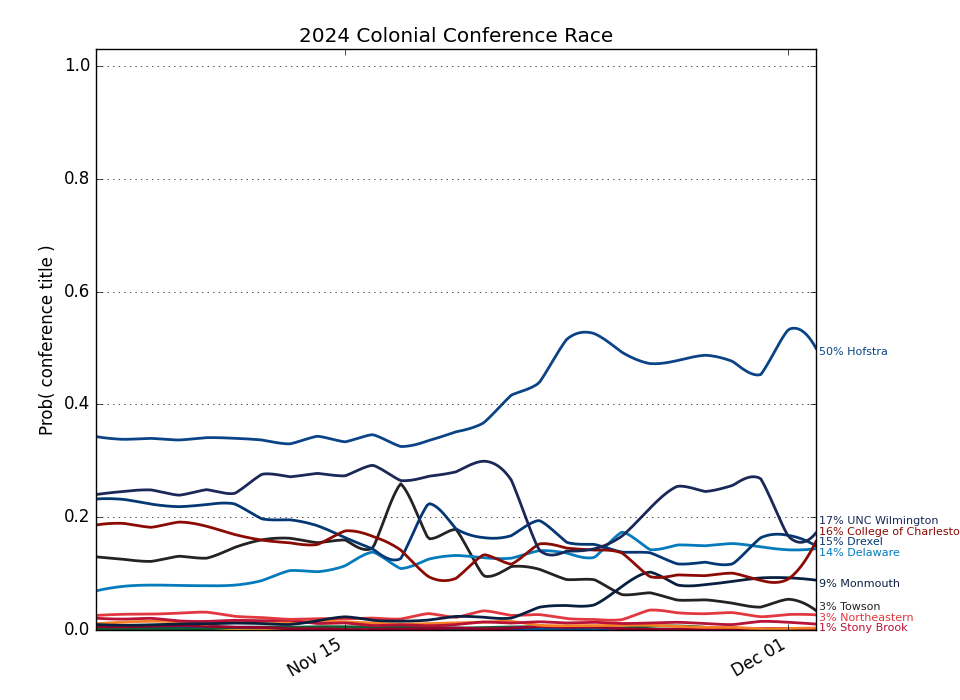 2024 Colonial Conference Race
Prob( conference title )
1.0
0.8
0.6
0.4
0.2
0.0
Nov 15
Dec 01
50% Hofstra
17% UNC Wilmington
16% College of Charlesto
15% Drexel
14% Delaware
9% Monmouth
3% Towson
3% Northeastern
1% Stony Brook